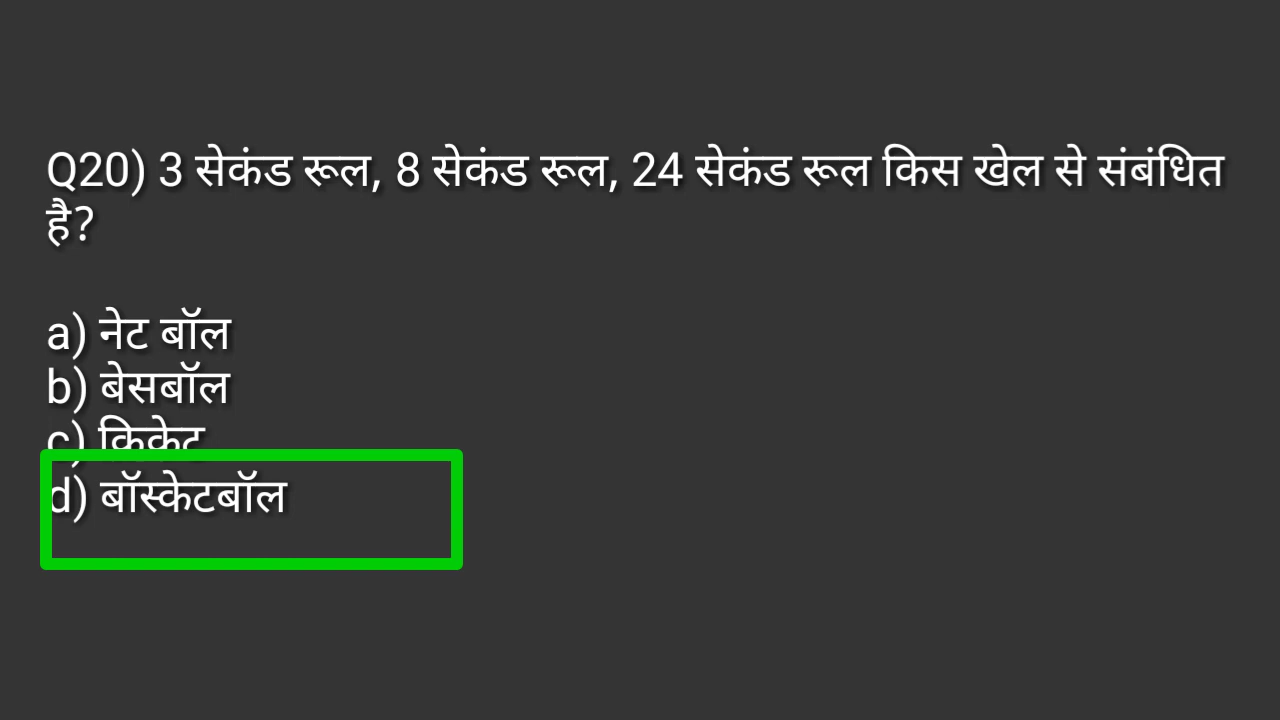 Q20) 3 सेकंड रूल, 8 सेकंड रूल, 24 सेकंड रूल किस खेल से संबंधित
है?
a) नेट बॉल
b) बेसबॉल
c) क्रिकेट
d) बॉस्केटबॉल